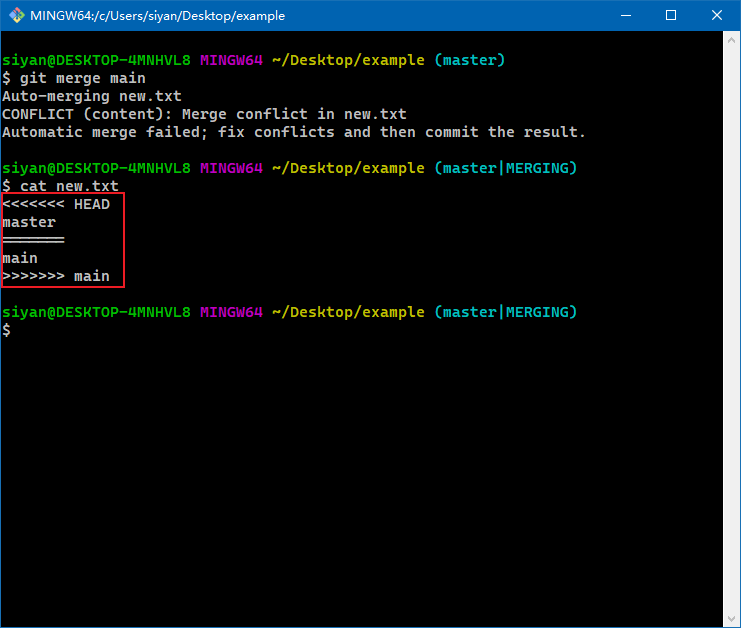 MINGW64:/c/Users/siyan/Desktop/example
siyan@DESKTOP-4MNHVL8 MINGW64 ~/Desktop/example (master)
$ git merge main
Auto-merging new.txt
CONFLICT (content): Merge conflict in new.txt
Automatic merge failed; fix conflicts and then commit the result.
siyan@DESKTOP-4MNHVL8 MINGW64 ~/Desktop/example (master|MERGING)
$ cat new.txt
<<<<<<< HEAD
master
=======
main
>>>>>>> main
siyan@DESKTOP-4MNHVL8 MINGW64 ~/Desktop/example (master|MERGING)
$